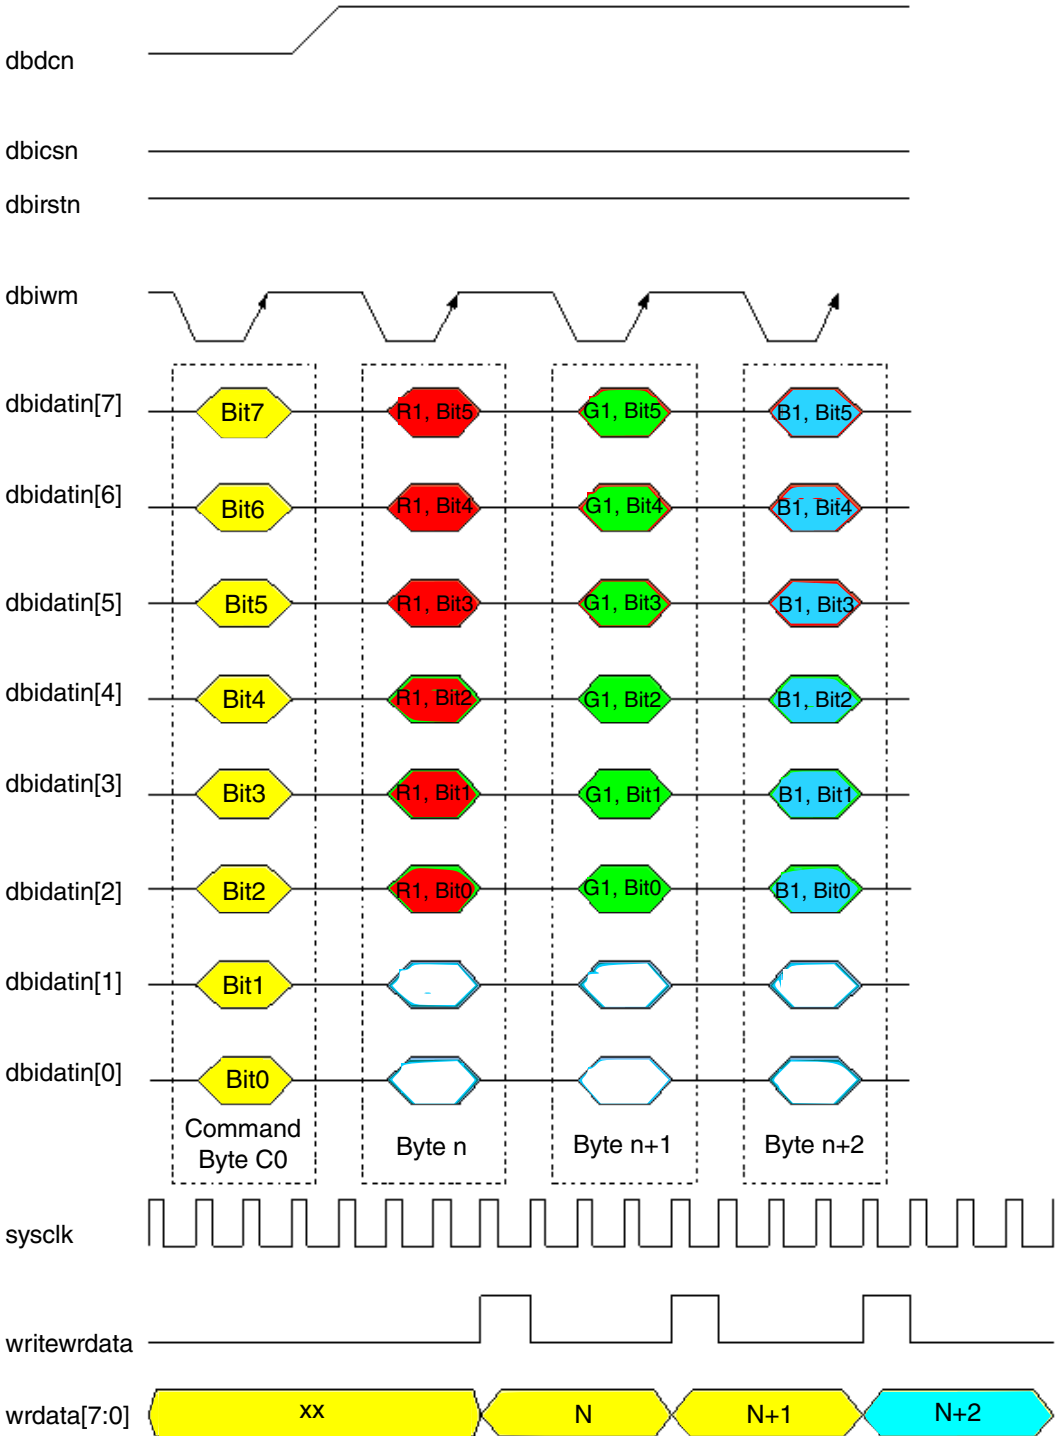 dbdcn
dbicsn
dbirstn
dbiwm
dbidatin[7] Bit7 R1, Bit5 G1, Bit5 B1, Bit5
dbidatin[6] Bit6 R1, Bit4 G1, Bit4 B1, Bit4
dbidatin[5] Bit5 R1, Bit3 G1, Bit3 B1, Bit3
dbidatin[4] Bit4 R1, Bit2 G1, Bit2 B1, Bit2
dbidatin[3] Bit3 R1, Bit1 G1, Bit1 B1, Bit1
dbidatin[2] Bit2 R1, Bit0 G1, Bit0 B1, Bit0
dbidatin[1] Bit1
dbidatin[0] Bit0
Command
Byte C0 Byte n Byte n+1 Byte n+2
sysclk
writewrdata
wrdata[7:0] xx N N+1 N+2